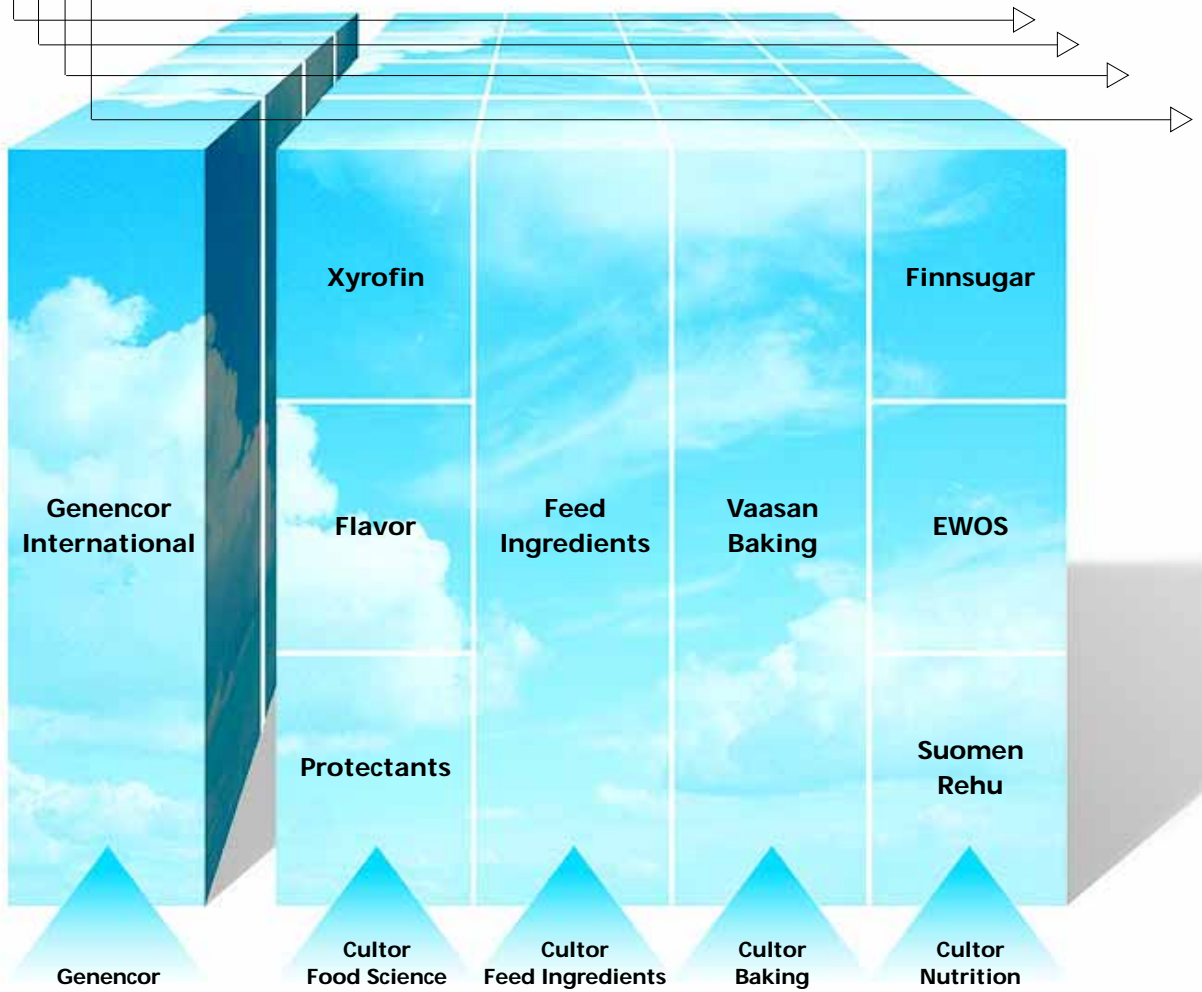 Xyrofin
Finnsugar
Genencor
International
Flavor
Feed
Ingredients
Vaasan
Baking
EWOS
Protectants
Suomen
Rehu
Genencor
Cultor
Food Science
Cultor
Feed Ingredients
Cultor
Baking
Cultor
Nutrition